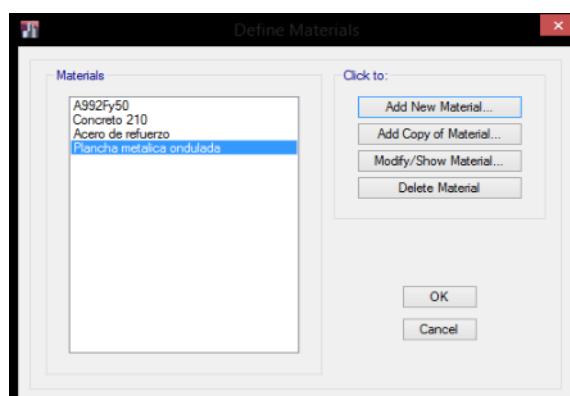 Define Materials
Materials
A992Fy50
Concreto 210
Acero de refuerzo
Plancha metalica ondulada
Click to:
Add New Material...
Add Copy of Material...
Modify/Show Material...
Delete Material
OK
Cancel